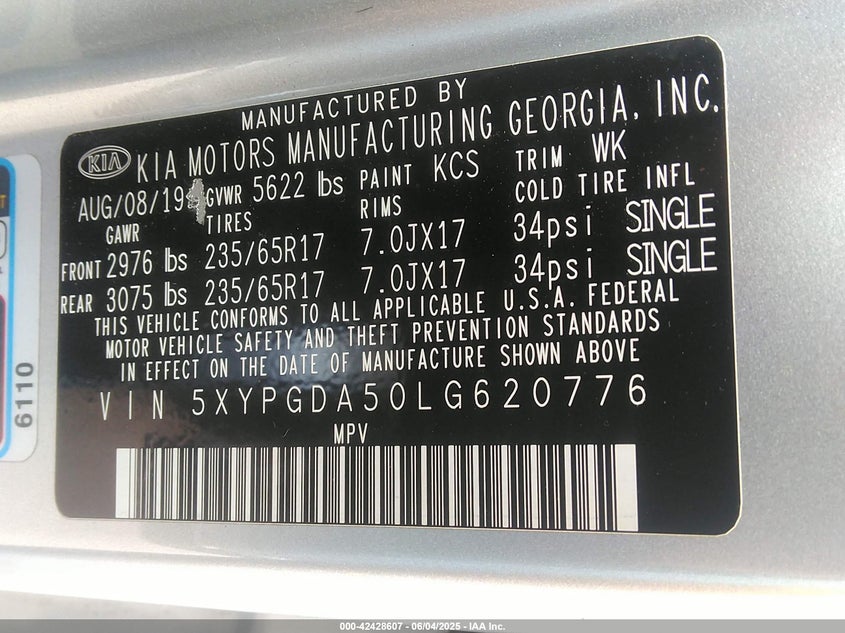 MANUFACTURED BY
KIA KIA MOTORS MANUFACTURING GEORGIA, INC.
AUG/08/19 GVWR 5622 lbs PAINT KCS TRIM WK
GAWR TIRES RIMS COLD TIRE INFL
FRONT 2976 lbs 235/65R17 7.0JX17 34psi SINGLE
REAR 3075 lbs 235/65R17 7.0JX17 34psi SINGLE
THIS VEHICLE CONFORMS TO ALL APPLICABLE U.S.A. FEDERAL
MOTOR VEHICLE SAFETY AND THEFT PREVENTION STANDARDS
IN EFFECT ON THE DATE OF MANUFACTURE SHOWN ABOVE
VIN 5XYPGDA50LG620776
MPV
6110
000-42428607 - 06/04/2025 - IAA Inc.